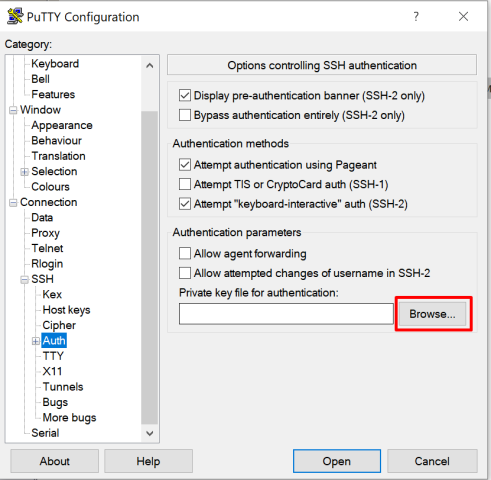 PuTTY Configuration
?
Category:
Keyboard
Bell
Features
Window
Appearance
Behaviour
Translation
Selection
Colours
Connection
Data
Proxy
Telnet
Rlogin
SSH
Kex
Host keys
Cipher
Auth
TTY
X11
Tunnels
Bugs
More bugs
Serial
Options controlling SSH authentication
Display pre-authentication banner (SSH-2 only)
Bypass authentication entirely (SSH-2 only)
Authentication methods
Attempt authentication using Pageant
Attempt TIS or CryptoCard auth (SSH-1)
Attempt "keyboard-interactive" auth (SSH-2)
Authentication parameters
Allow agent forwarding
Allow attempted changes of username in SSH-2
Private key file for authentication:
Browse...
About
Help
Open
Cancel